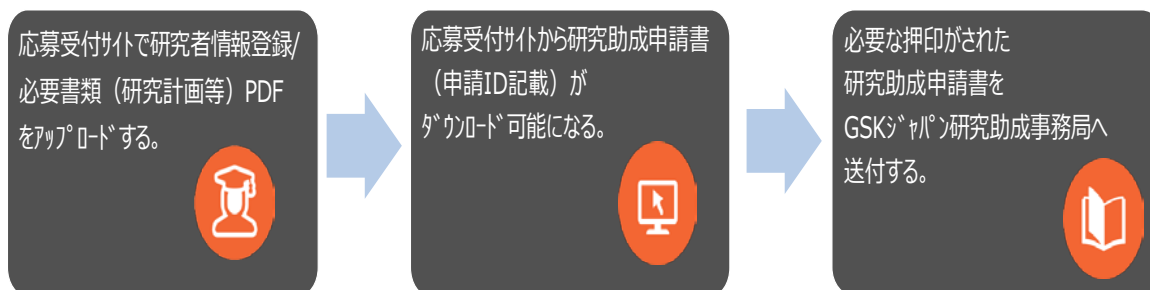 応募受付ｻｲﾄで研究者情報登録/
必要書類（研究計画等）PDF
をｱｯﾌﾟﾛｰﾄﾞする。
応募受付ｻｲﾄから研究助成申請書
（申請ID記載）が
ﾀﾞｳﾝﾛｰﾄﾞ可能になる。
必要な押印がされた
研究助成申請書を
GSKｼﾞｬﾊﾟﾝ研究助成事務局へ
送付する。